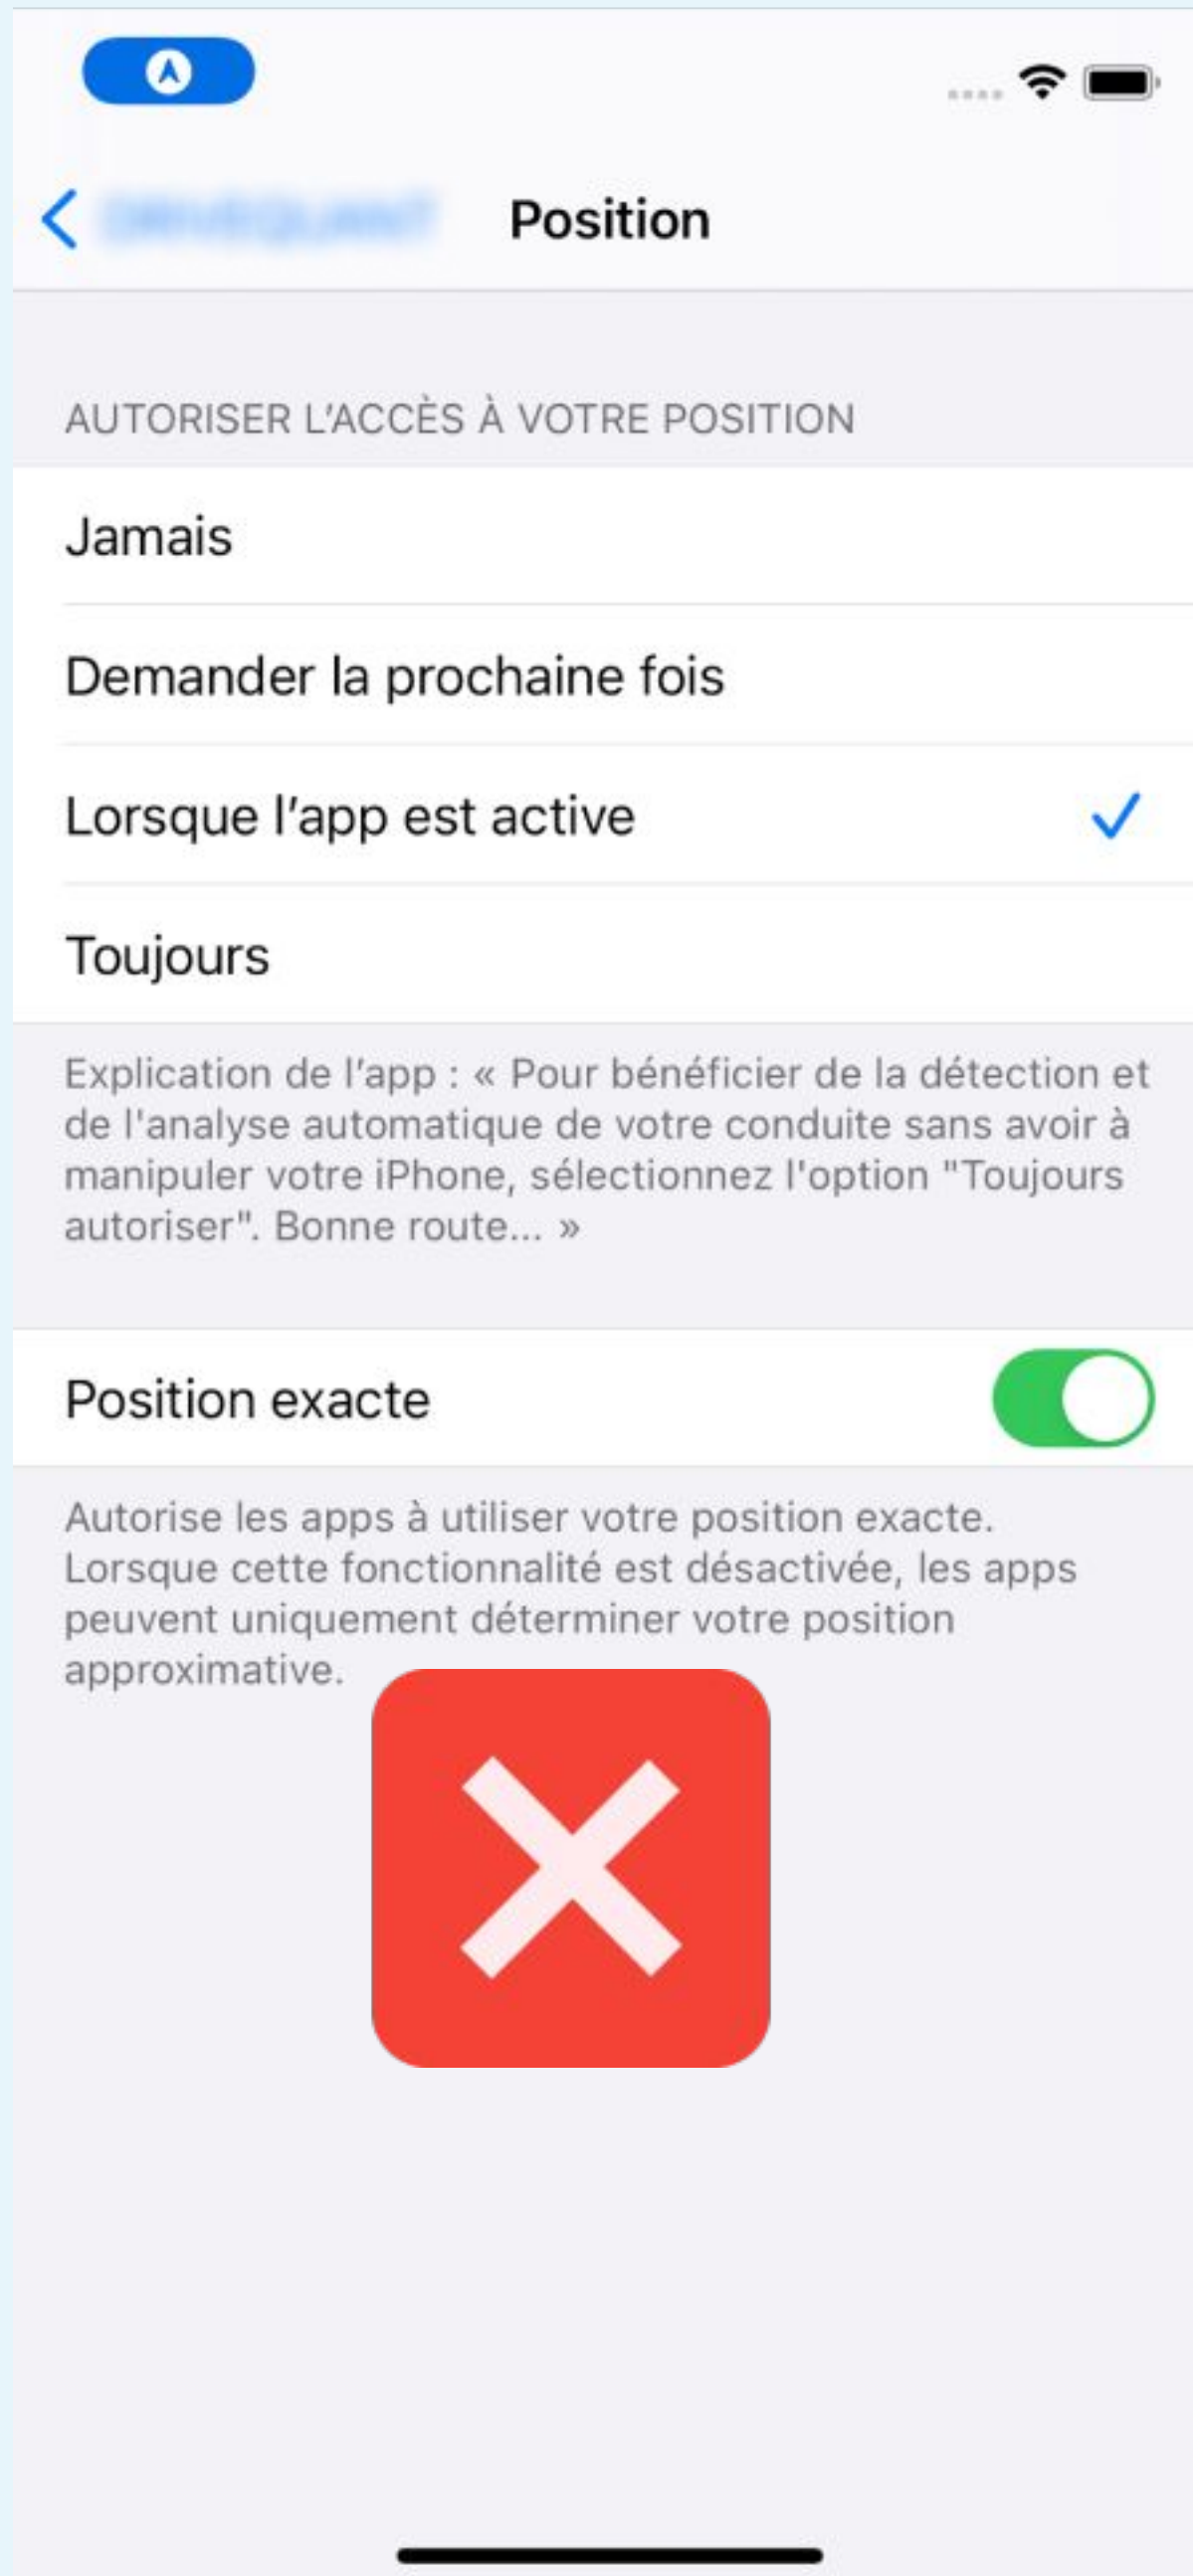 Position
AUTORISER L'ACCÈS À VOTRE POSITION
Jamais
Demander la prochaine fois
Lorsque l'app est active
Toujours
Explication de l'app : « Pour bénéficier de la détection et
de l'analyse automatique de votre conduite sans avoir à
manipuler votre iPhone, sélectionnez l'option "Toujours
autoriser". Bonne route... »
Position exacte
Autorise les apps à utiliser votre position exacte.
Lorsque cette fonctionnalité est désactivée, les apps
peuvent uniquement déterminer votre position
approximative.